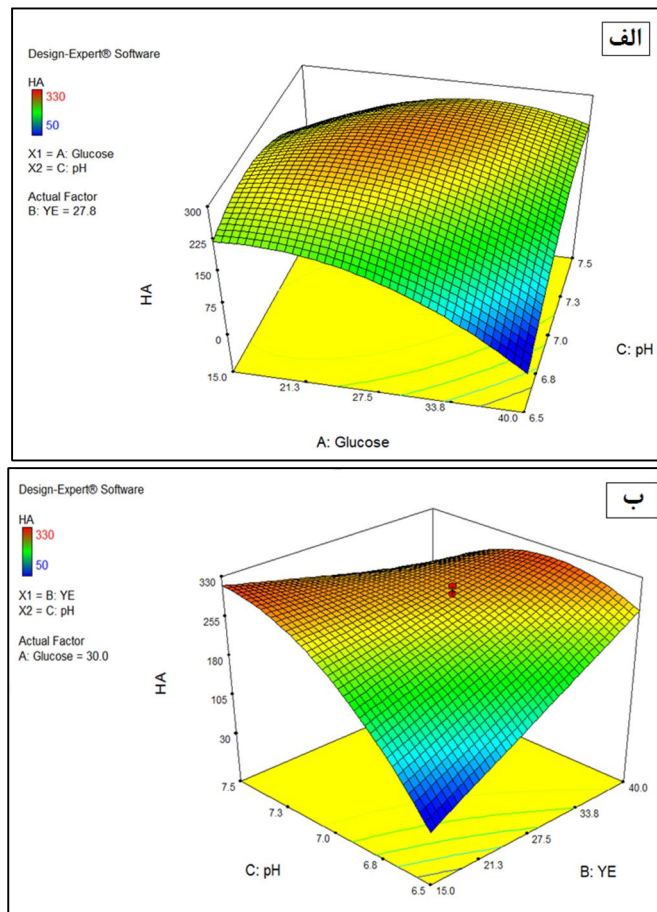 الف
Design-Expert® Software
HA
330
50
X1 = A: Glucose
X2 = C: pH
Actual Factor
B: YE = 27.8
300
225
150
75
0
HA
15.0
21.3
27.5
33.8
40.0
6.5
6.8
7.0
7.3
7.5
C: pH
A: Glucose
ب
Design-Expert® Software
HA
330
50
X1 = B: YE
X2 = C: pH
Actual Factor
A: Glucose = 30.0
330
255
180
105
30
HA
7.5
7.3
7.0
6.8
6.5
15.0
21.3
27.5
33.8
40.0
C: pH
B: YE